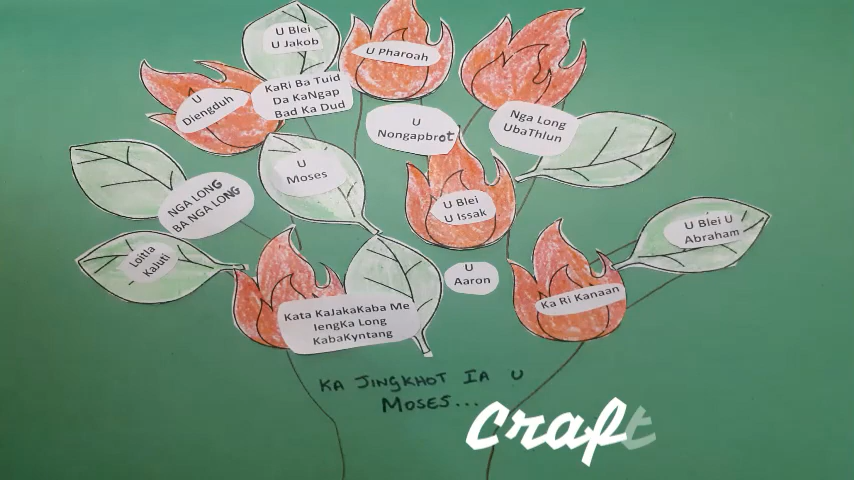 U Blei
U Jakob
U Pharoah
U
Diengduh
KaRi Ba Tuid
Da KaNgap
Bad Ka Dud
U
Nongapbrot
Nga Long
UbaThlun
U
Moses
NGA LONG
BA NGA LONG
U Blei
U Issak
U Blei U
Abraham
Loitla
KaJuti
U
Aaron
Kata KaJakaKaba Me
IengKa Long
KabaKyntang
Ka Ri Kanaan
KA JINGKHOT IA U
MOSES...
Craft